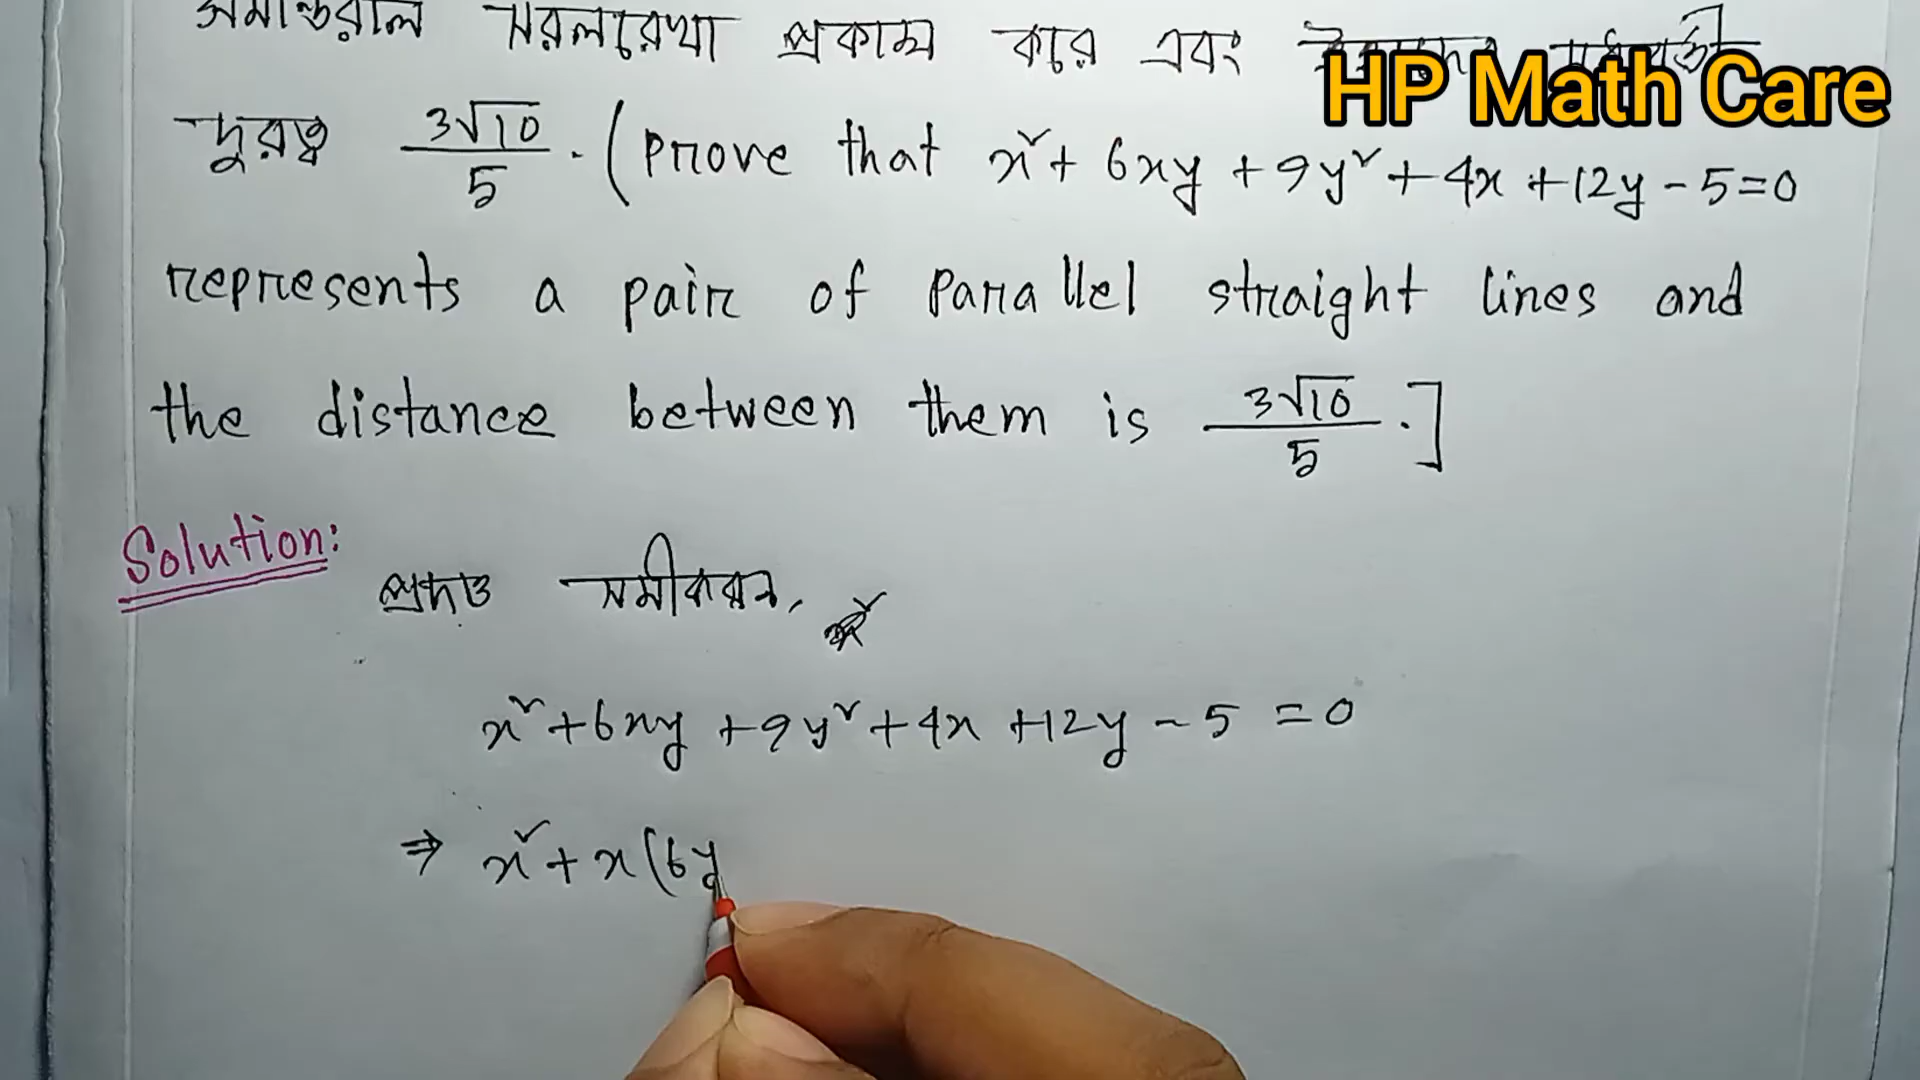 সমান্তরাল সরলরেখা প্রকাশ করে এবং
HP Math Care
দুরত্ব 3√10/5 . (Prove that x² + 6xy + 9y² + 4x + 12y - 5 = 0
represents a pair of parallel straight lines and
the distance between them is 3√10/5 .]
Solution:
প্রদত্ত সমীকরন,
x² + 6xy + 9y² + 4x + 12y - 5 = 0
⇒ x² + x(6y